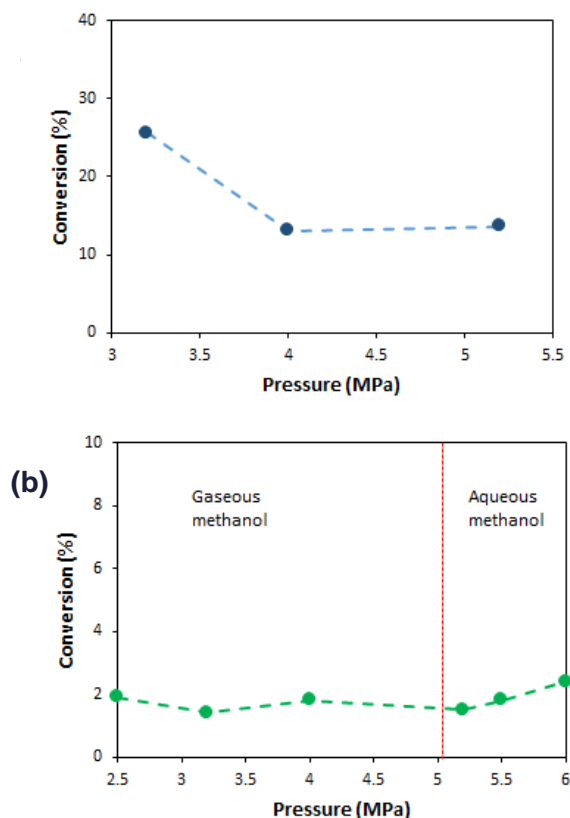 40
30
20
10
0
Conversion (%)
3 3.5 4 4.5 5 5.5
Pressure (MPa)
(b)
10
8
6
4
2
0
Conversion (%)
Gaseous
methanol
Aqueous
methanol
2.5 3 3.5 4 4.5 5 5.5 6
Pressure (MPa)